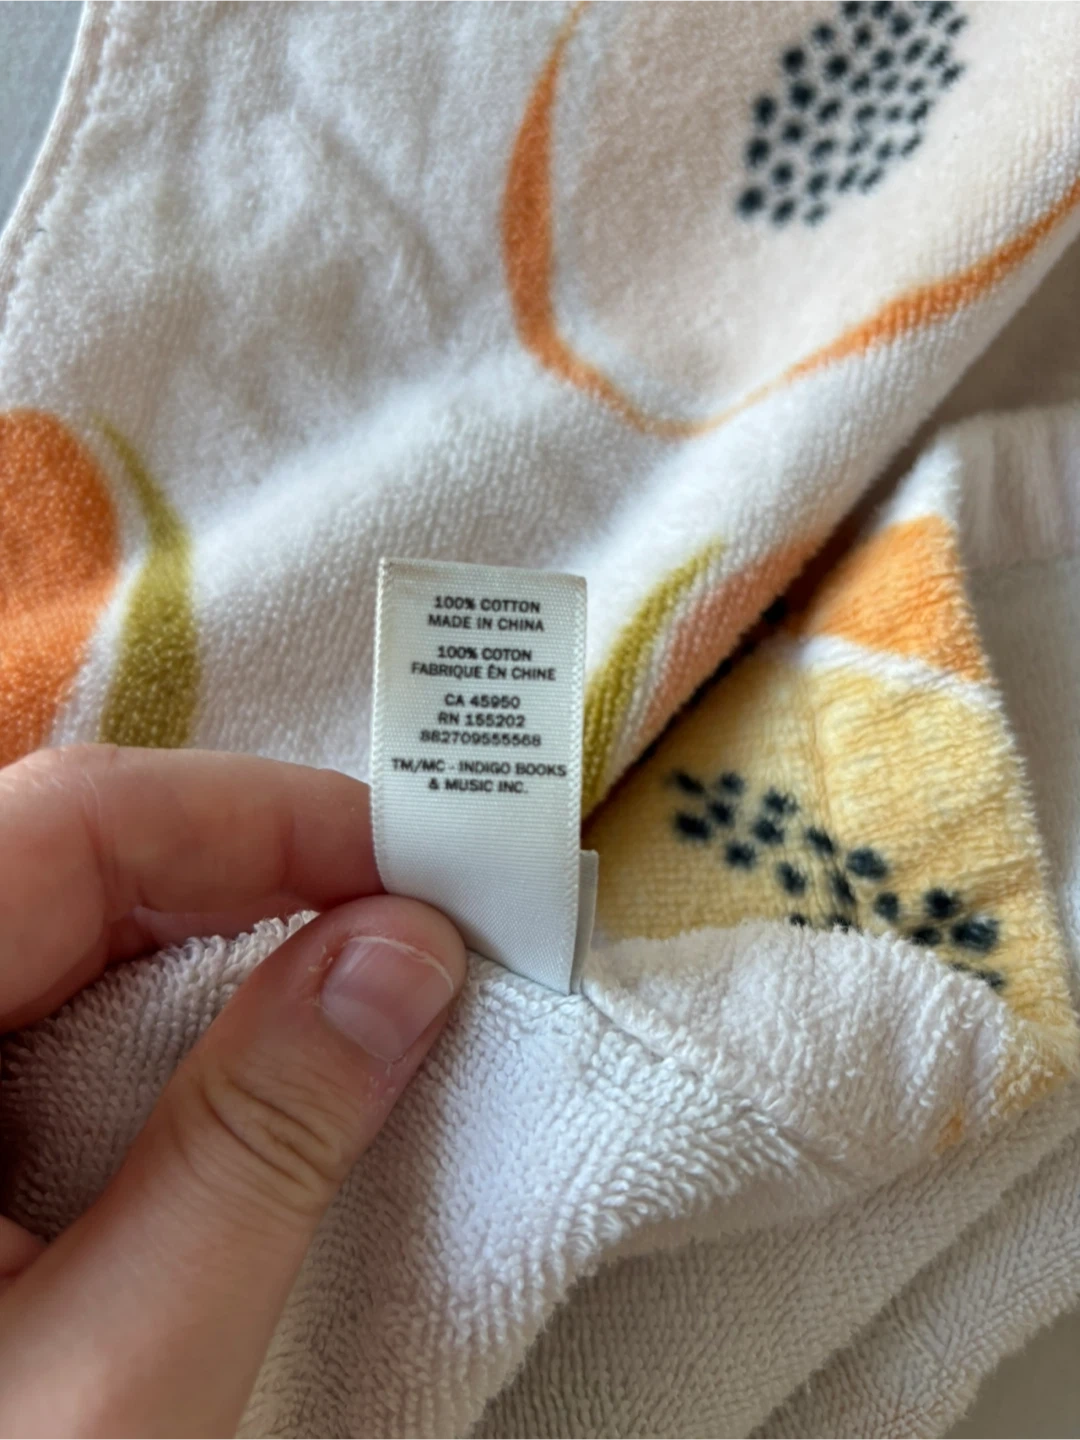 100% COTTON
MADE IN CHINA
100% COTON
FABRIQUE ÉN CHINE
CA 45950
RN 155202
882709555568
TM/MC - INDIGO BOOKS
& MUSIC INC.